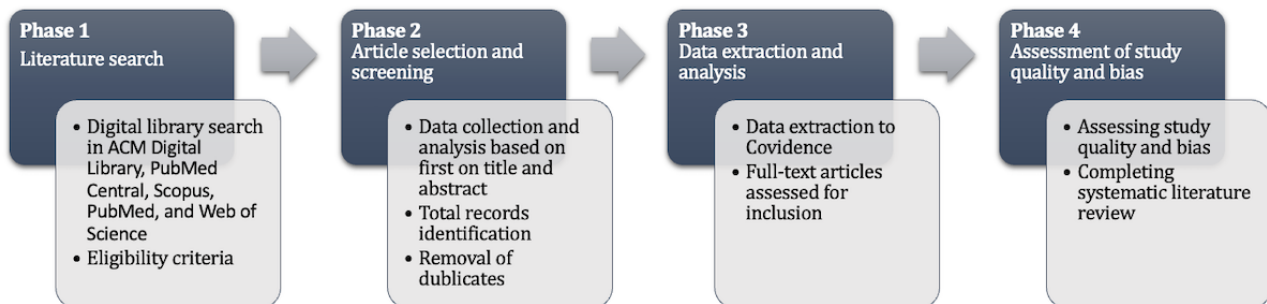 Phase 1
Literature search
• Digital library search
in ACM Digital
Library, PubMed
Central, Scopus,
PubMed, and Web of
Science
• Eligibility criteria
Phase 2
Article selection and
screening
• Data collection and
analysis based on
first on title and
abstract
• Total records
identification
• Removal of
dublicates
Phase 3
Data extraction and
analysis
• Data extraction to
Covidence
• Full-text articles
assessed for
inclusion
Phase 4
Assessment of study
quality and bias
• Assessing study
quality and bias
• Completing
systematic literature
review